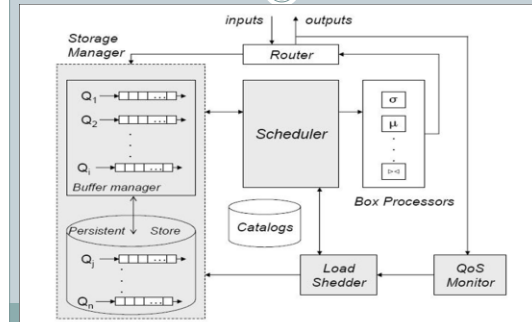 inputs
outputs
Storage
Manager
Router
Q1
Q2
Qi
Buffer manager
Scheduler
σ
μ
⋈
Box Processors
Persistent Store
Qj
Qn
Catalogs
Load
Shedder
QoS
Monitor